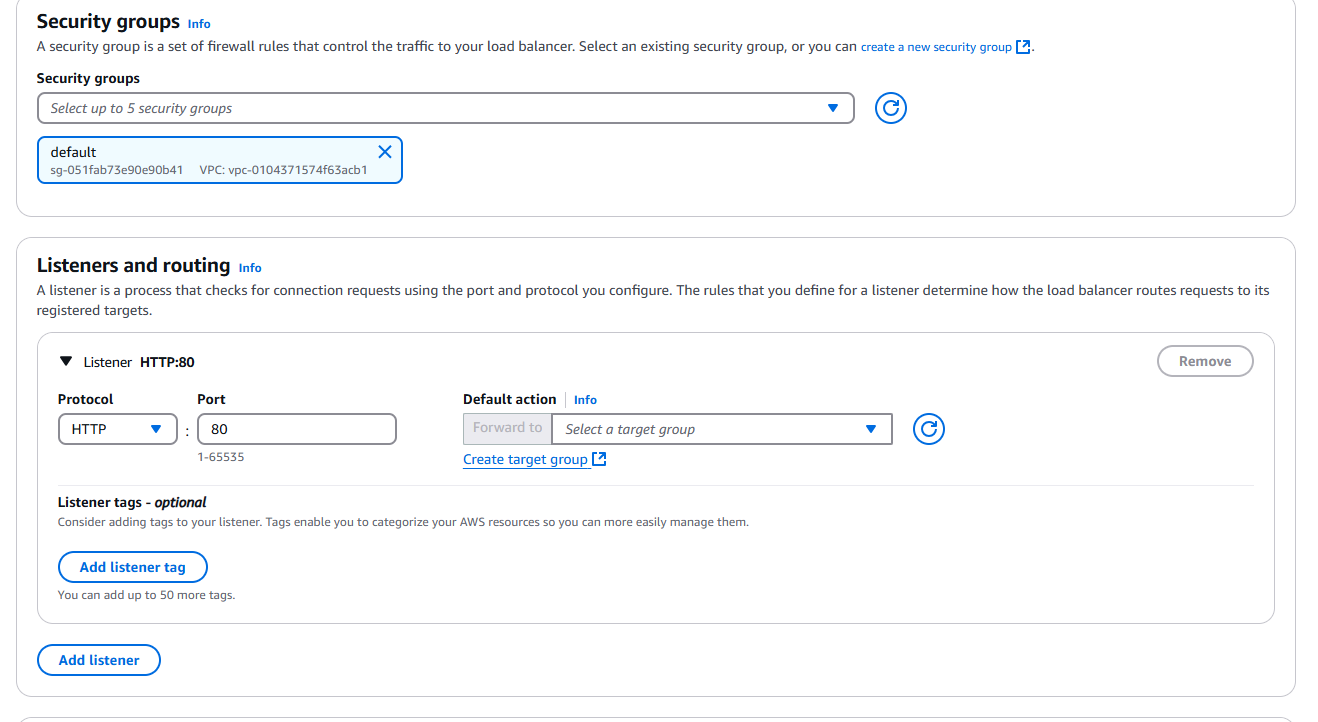 Security groups Info
A security group is a set of firewall rules that control the traffic to your load balancer. Select an existing security group, or you can create a new security group.
Security groups
Select up to 5 security groups
default
sg-051fab73e90e90b41 VPC: vpc-0104371574f63acb1
Listeners and routing Info
A listener is a process that checks for connection requests using the port and protocol you configure. The rules that you define for a listener determine how the load balancer routes requests to its
registered targets.
Listener HTTP:80 Remove
Protocol Port Default action Info
HTTP : 80 Forward to Select a target group
1-65535 Create target group
Listener tags - optional
Consider adding tags to your listener. Tags enable you to categorize your AWS resources so you can more easily manage them.
Add listener tag
You can add up to 50 more tags.
Add listener